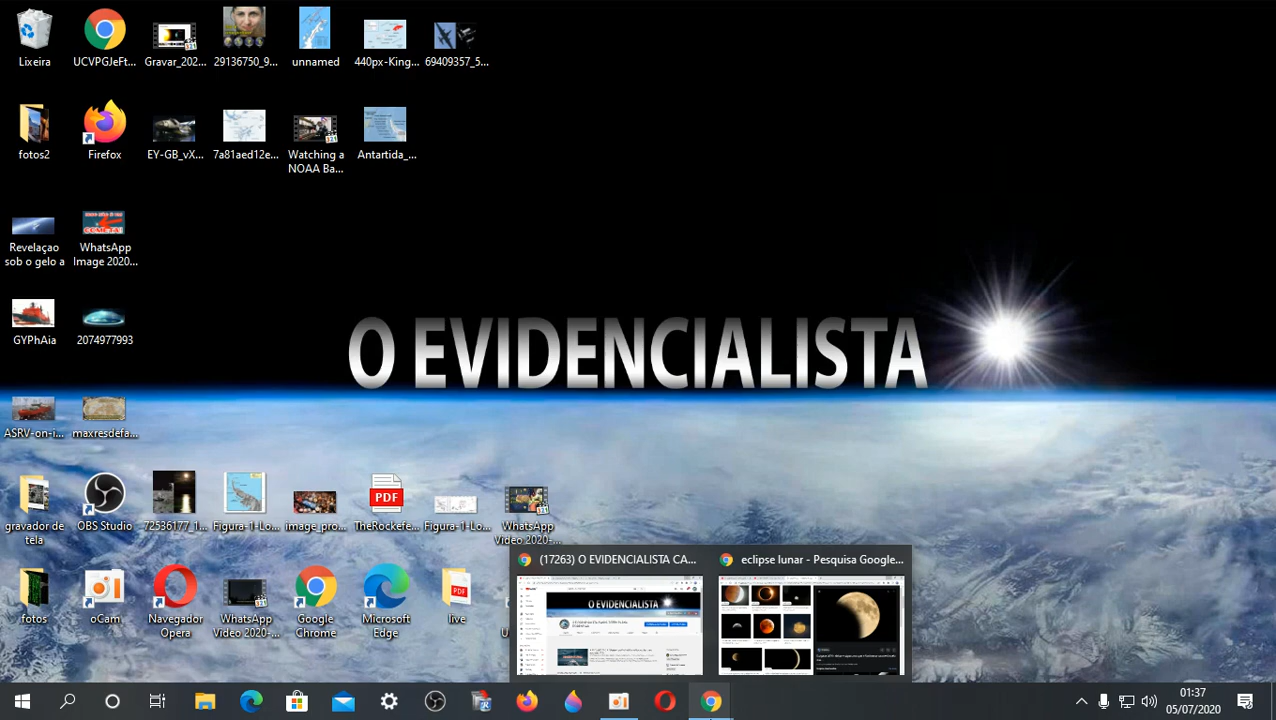 Lixeira
UCVPGJeFt...
Gravar_202...
29136750_9...
unnamed
440px-King...
69409357_5...
fotos2
Firefox
EY-GB_vX...
7a81aed12e...
Watching a
NOAA Ba...
Antartida_...
Revelaçao
sob o gelo a
WhatsApp
Image 2020...
GYPhAia
2074977993
O EVIDENCIALISTA
ASRV-on-i...
maxresdefa...
gravador de
tela
OBS Studio
72536177_1...
Figura-1-Lo...
image_pro...
PDF
TheRockefe...
Figura-1-Lo...
WhatsApp
Video 2020-...
(17263) O EVIDENCIALISTA CA...
eclipse lunar - Pesquisa Google...
O EVIDENCIALISTA
oCam
Navegador
Opera
WhatsApp
Google
Chrome
Microsoft
Edge
PDF
live
01:37
05/07/2020